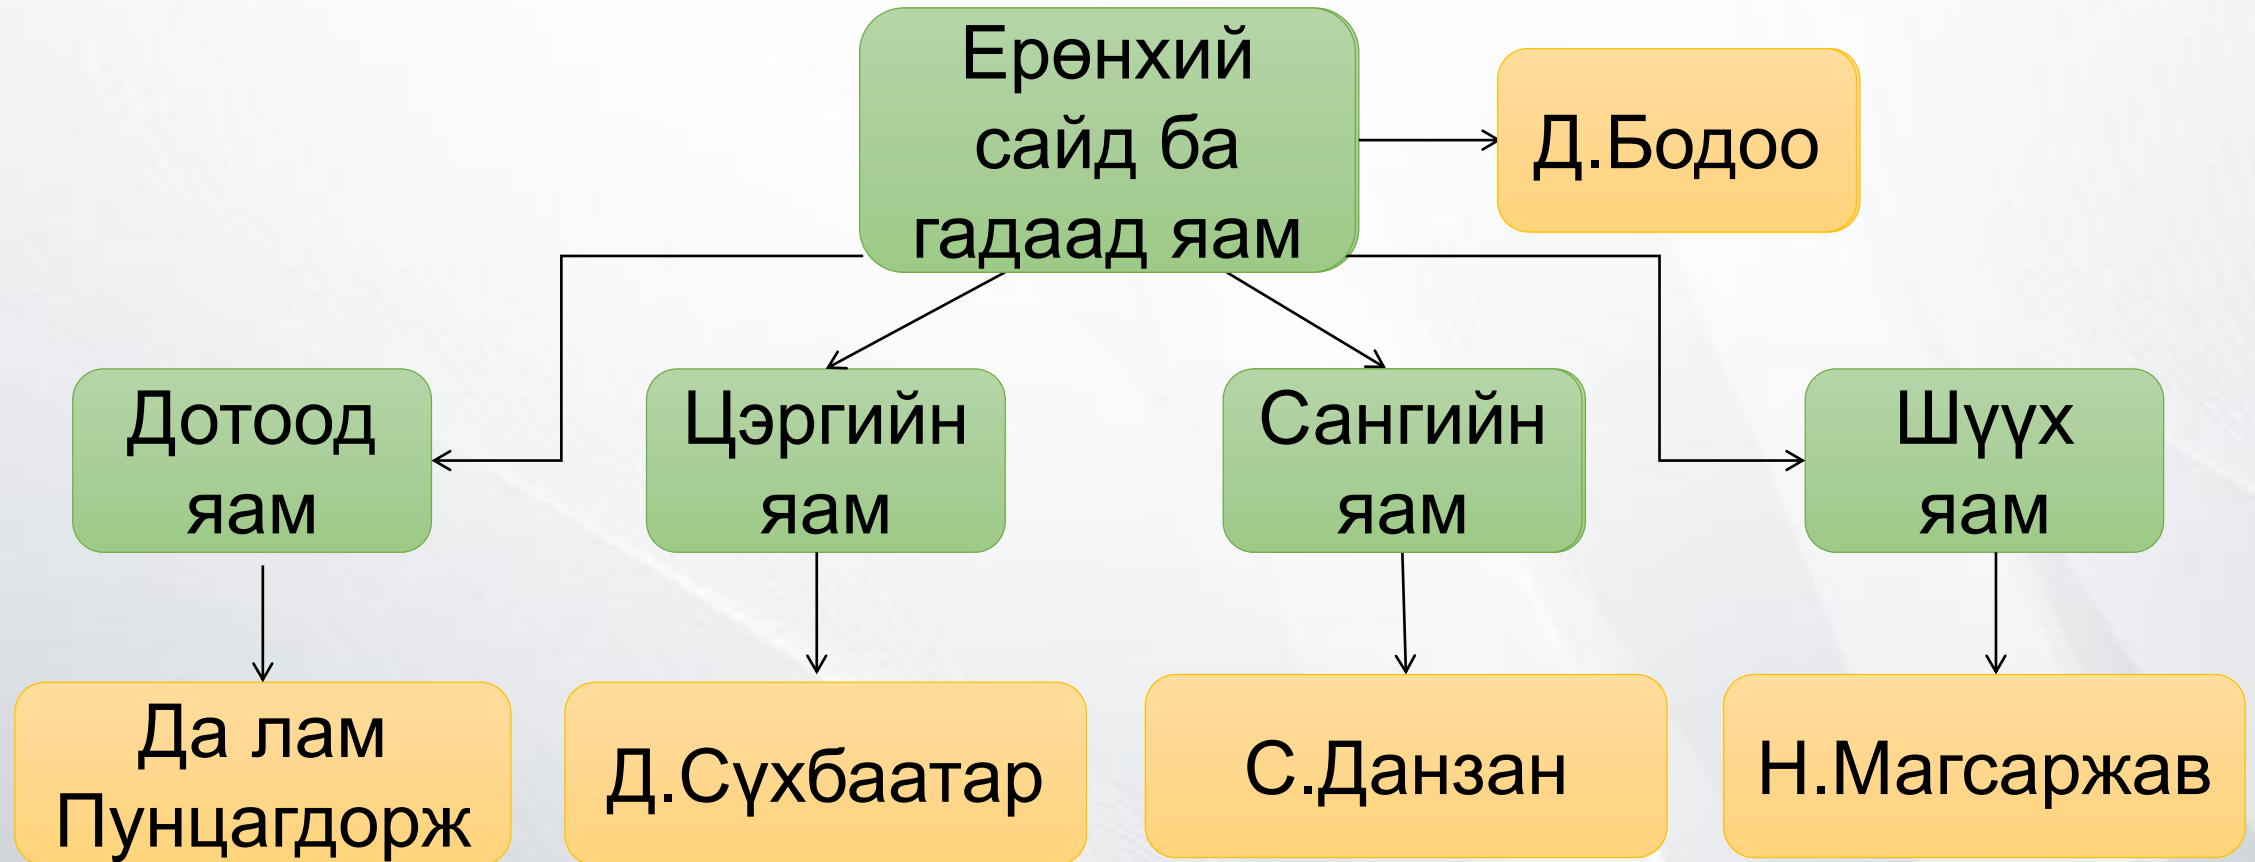 Ерөнхий
сайд ба
гадаад яам
Д.Бодоо
Дотоод
яам
Цэргийн
яам
Сангийн
яам
Шүүх
яам
Да лам
Пунцагдорж
Д.Сүхбаатар
С.Данзан
Н.Магсаржав